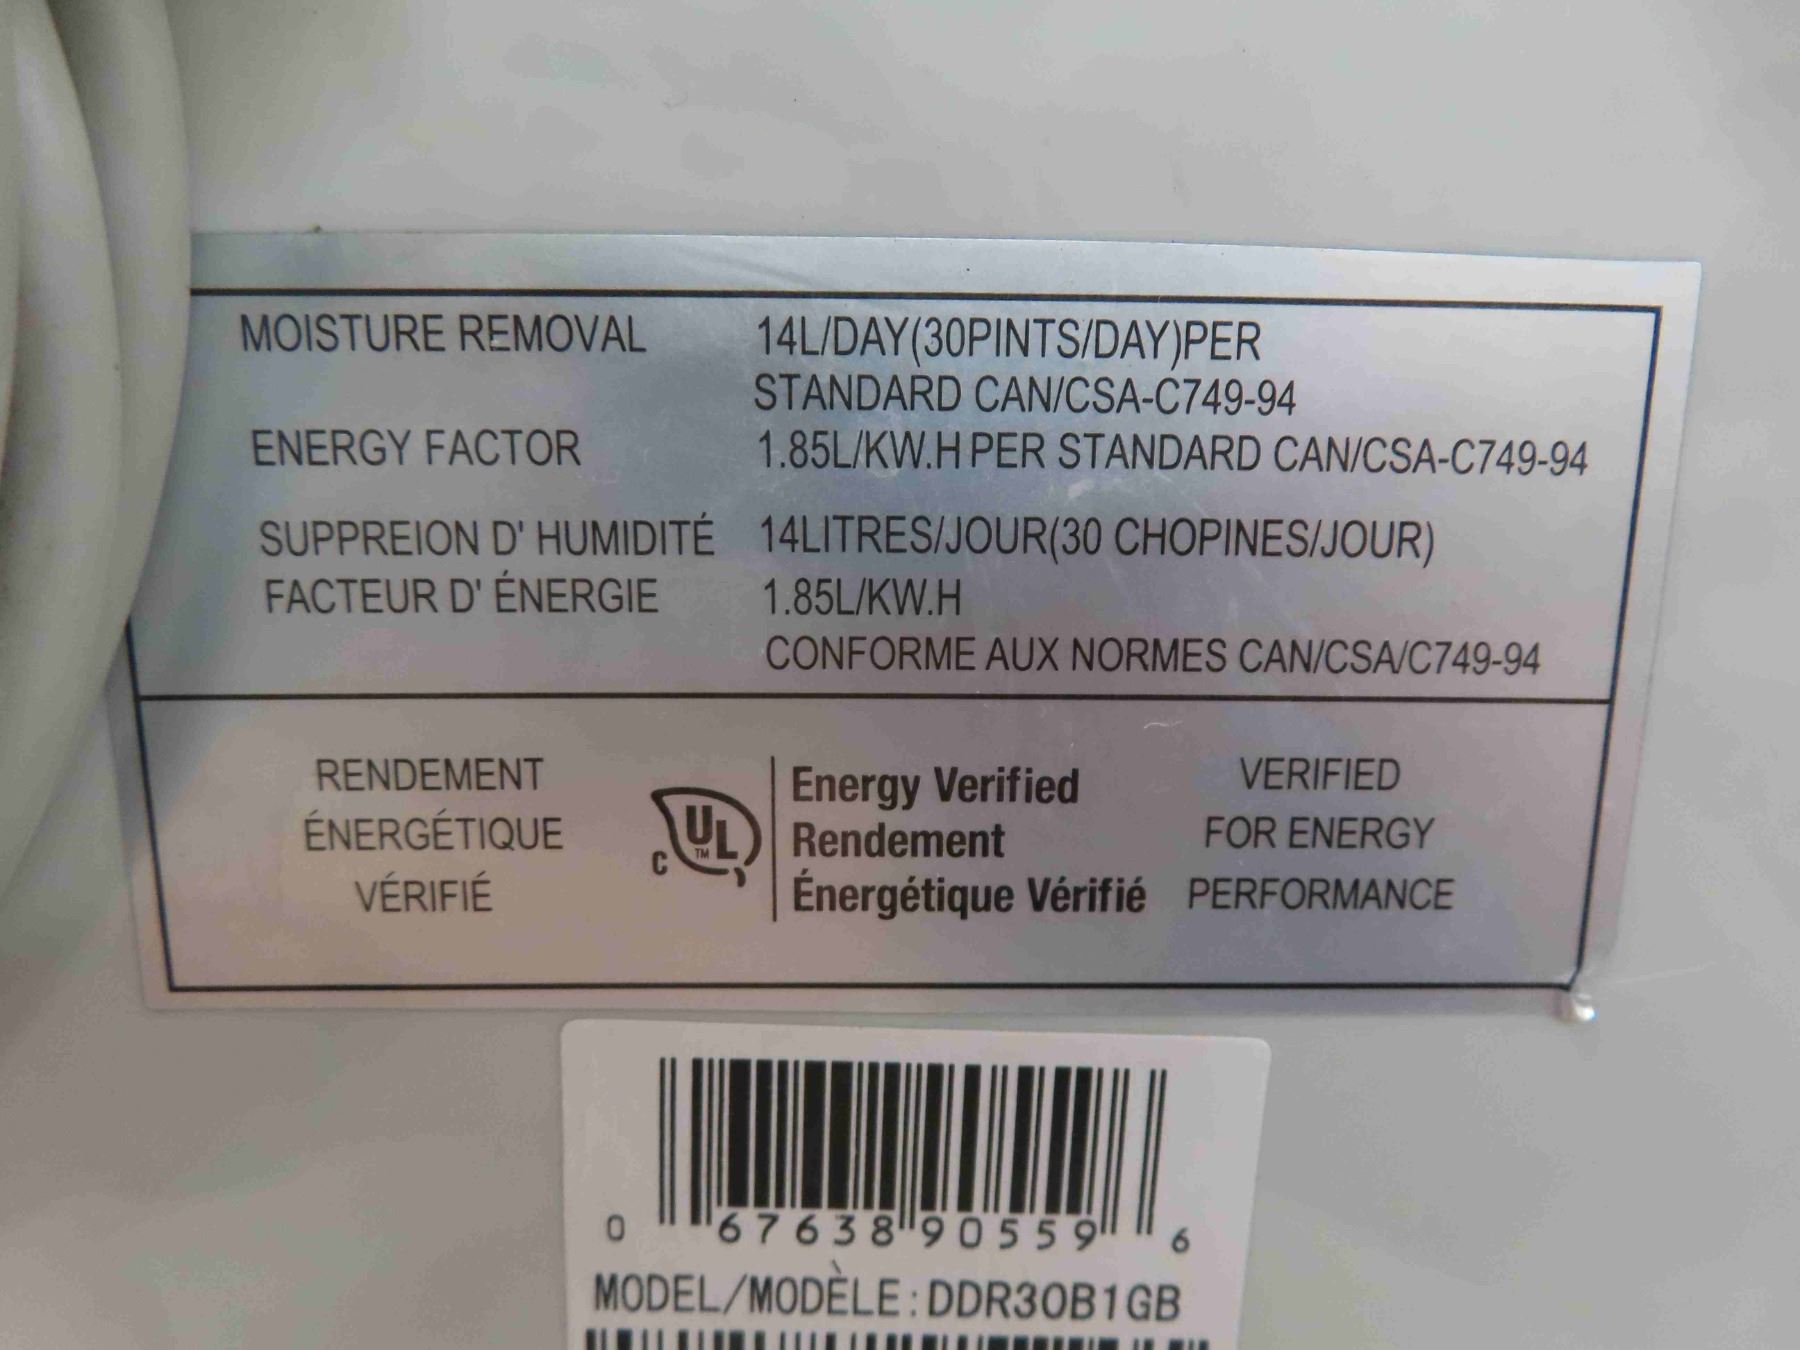 MOISTURE REMOVAL 14L/DAY(30PINTS/DAY)PER
STANDARD CAN/CSA-C749-94
ENERGY FACTOR 1.85L/KW.H PER STANDARD CAN/CSA-C749-94
SUPPREION D' HUMIDITÉ 14LITRES/JOUR(30 CHOPINES/JOUR)
FACTEUR D' ÉNERGIE 1.85L/KW.H
CONFORME AUX NORMES CAN/CSA/C749-94
RENDEMENT
ÉNERGÉTIQUE
VÉRIFIÉ
C UL TM
Energy Verified
Rendement
Énergétique Vérifié
VERIFIED
FOR ENERGY
PERFORMANCE
0 67638 90559 6
MODEL/MODÈLE:DDR30B1GB